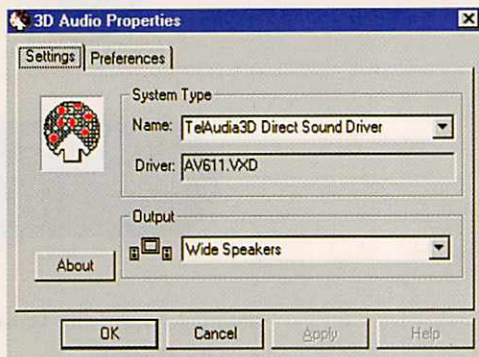 3D Audio Properties
Settings
Preferences
System Type
Name: TelAudia3D Direct Sound Driver
Driver: AV611.VXD
Output
Wide Speakers
About
OK
Cancel
Apply
Help